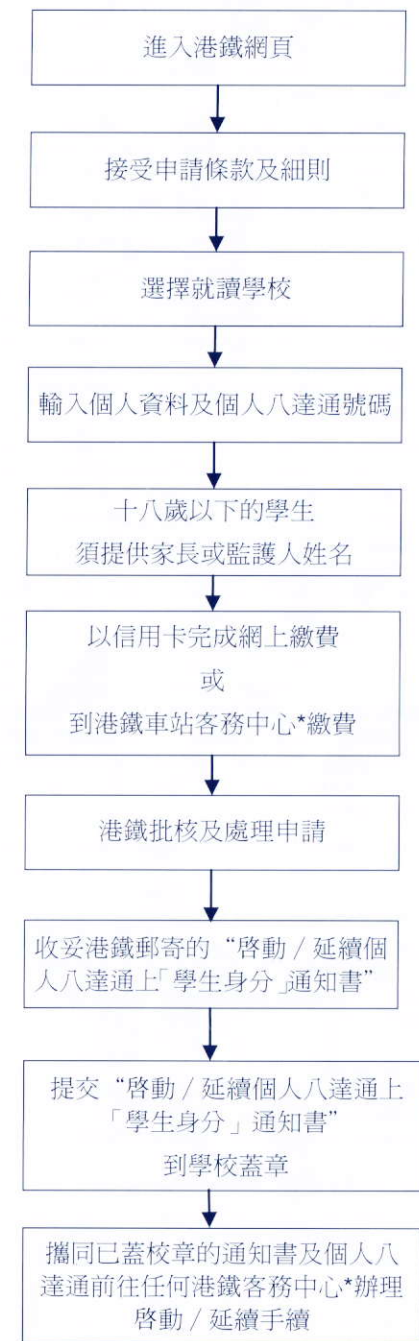 進入港鐵網頁
接受申請條款及細則
選擇就讀學校
輸入個人資料及個人八達通號碼
十八歲以下的學生
須提供家長或監護人姓名
以信用卡完成網上繳費
或
到港鐵車站客務中心*繳費
港鐵批核及處理申請
收妥港鐵郵寄的“啓動／延續個
人八達通上「學生身分」通知書”
提交“啓動／延續個人八達通上
「學生身分」通知書”
到學校蓋章
攜同已蓋校章的通知書及個人八
達通前往任何港鐵客務中心*辦理
啓動／延續手續